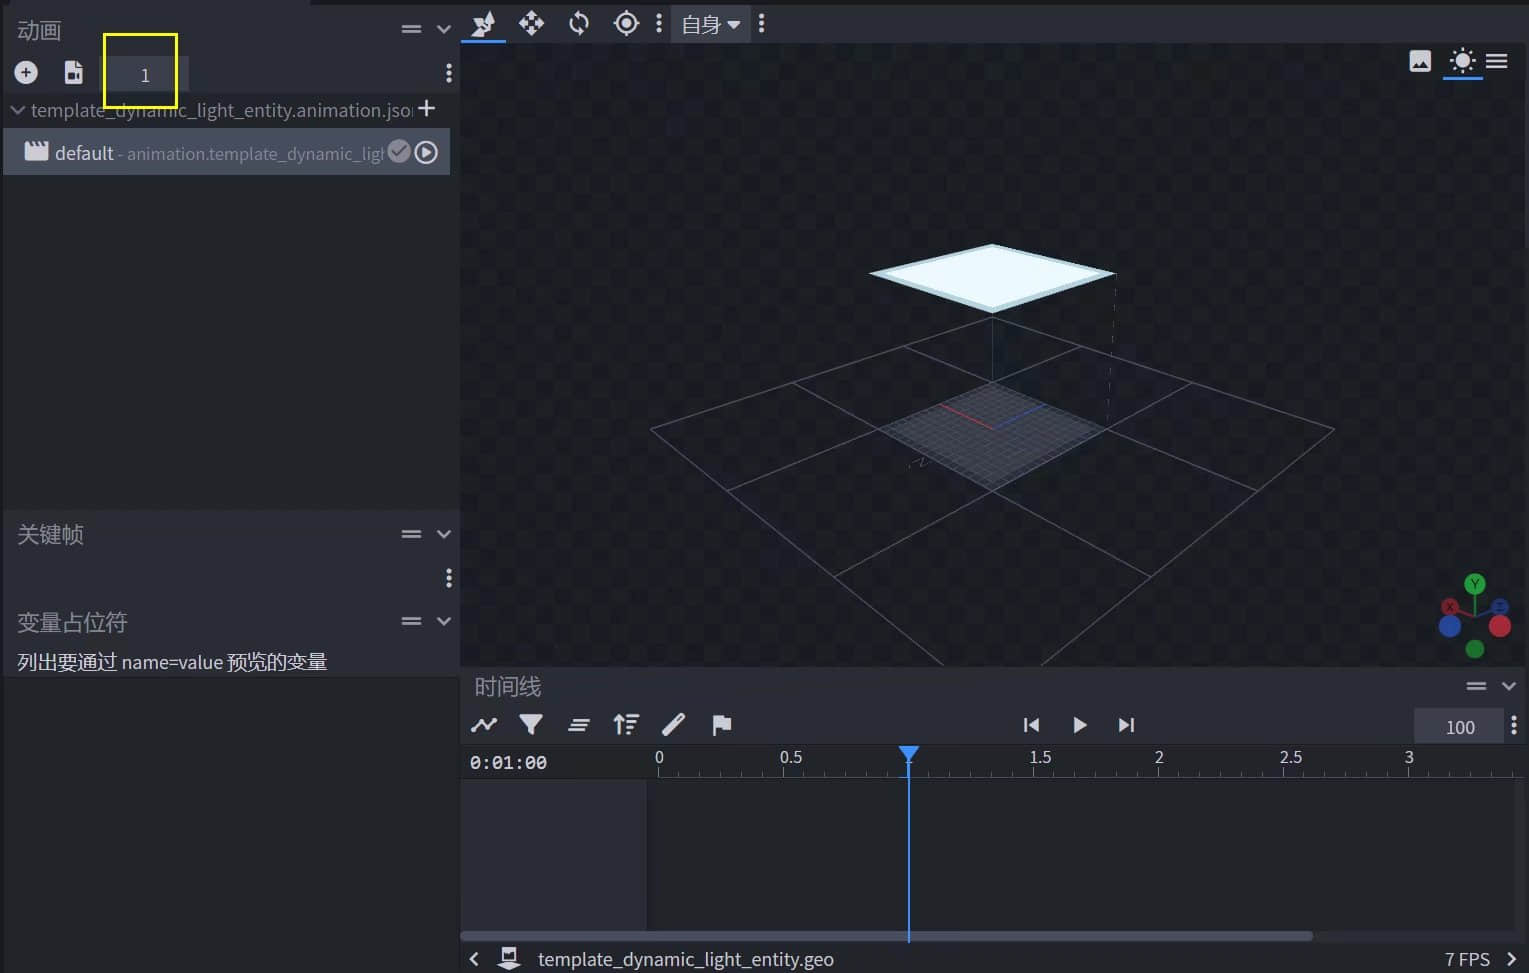 动画
自身
1
template_dynamic_light_entity.animation.jso
default - animation.template_dynamic_ligh
关键帧
变量占位符
列出要通过 name=value 预览的变量
Y
X
Z
时间线
100
0:01:00
0 0.5 1.5 2 2.5 3
template_dynamic_light_entity.geo
7 FPS